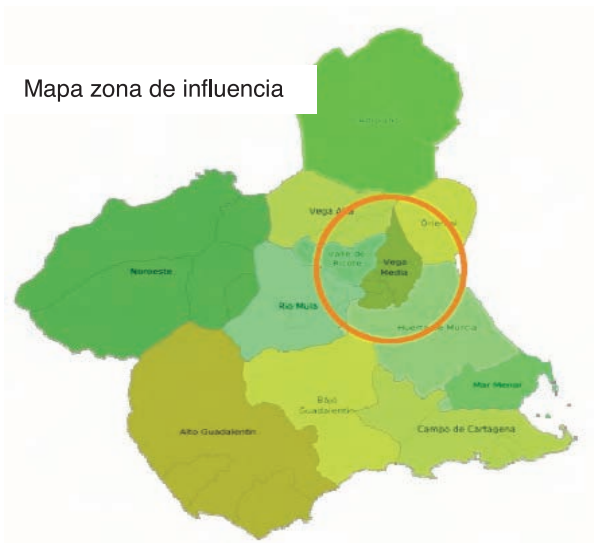 Mapa zona de influencia
Altiplano
Vega Alta
Oriental
Valle de
Ricote
Vega
Media
Noroeste
Río Mula
Huerta de Murcia
Mar Menor
Bajo
Guadalentín
Alto Guadalentín
Campo de Cartagena